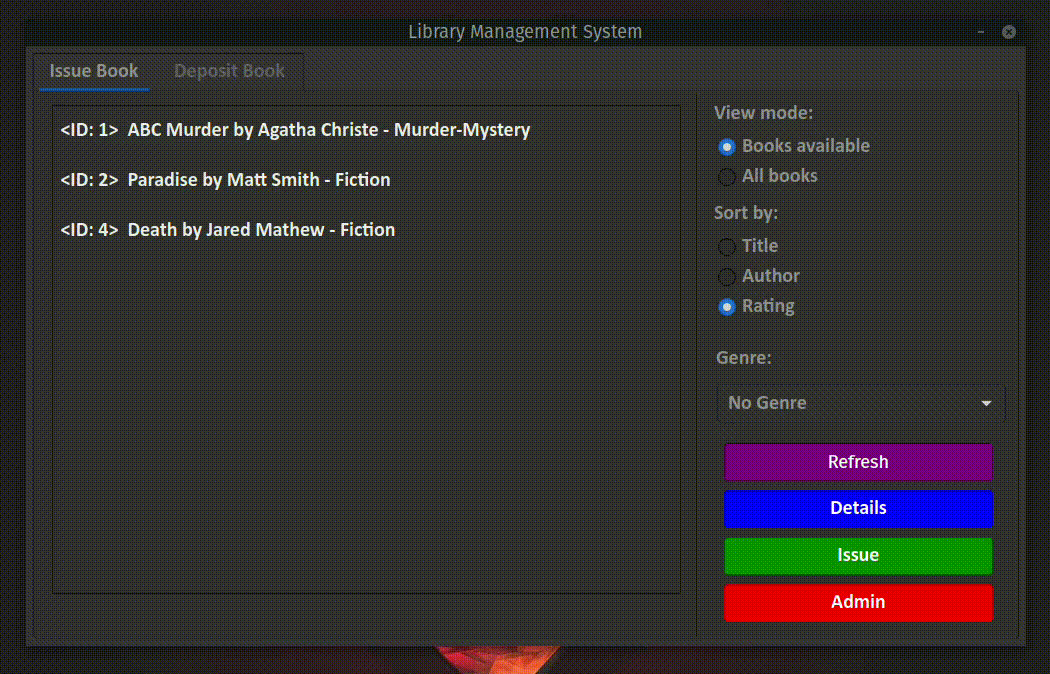 Library Management System
Issue Book
Deposit Book
<ID: 1> ABC Murder by Agatha Christe - Murder-Mystery
<ID: 2> Paradise by Matt Smith - Fiction
<ID: 4> Death by Jared Mathew - Fiction
View mode:
Books available
All books
Sort by:
Title
Author
Rating
Genre:
No Genre
Refresh
Details
Issue
Admin